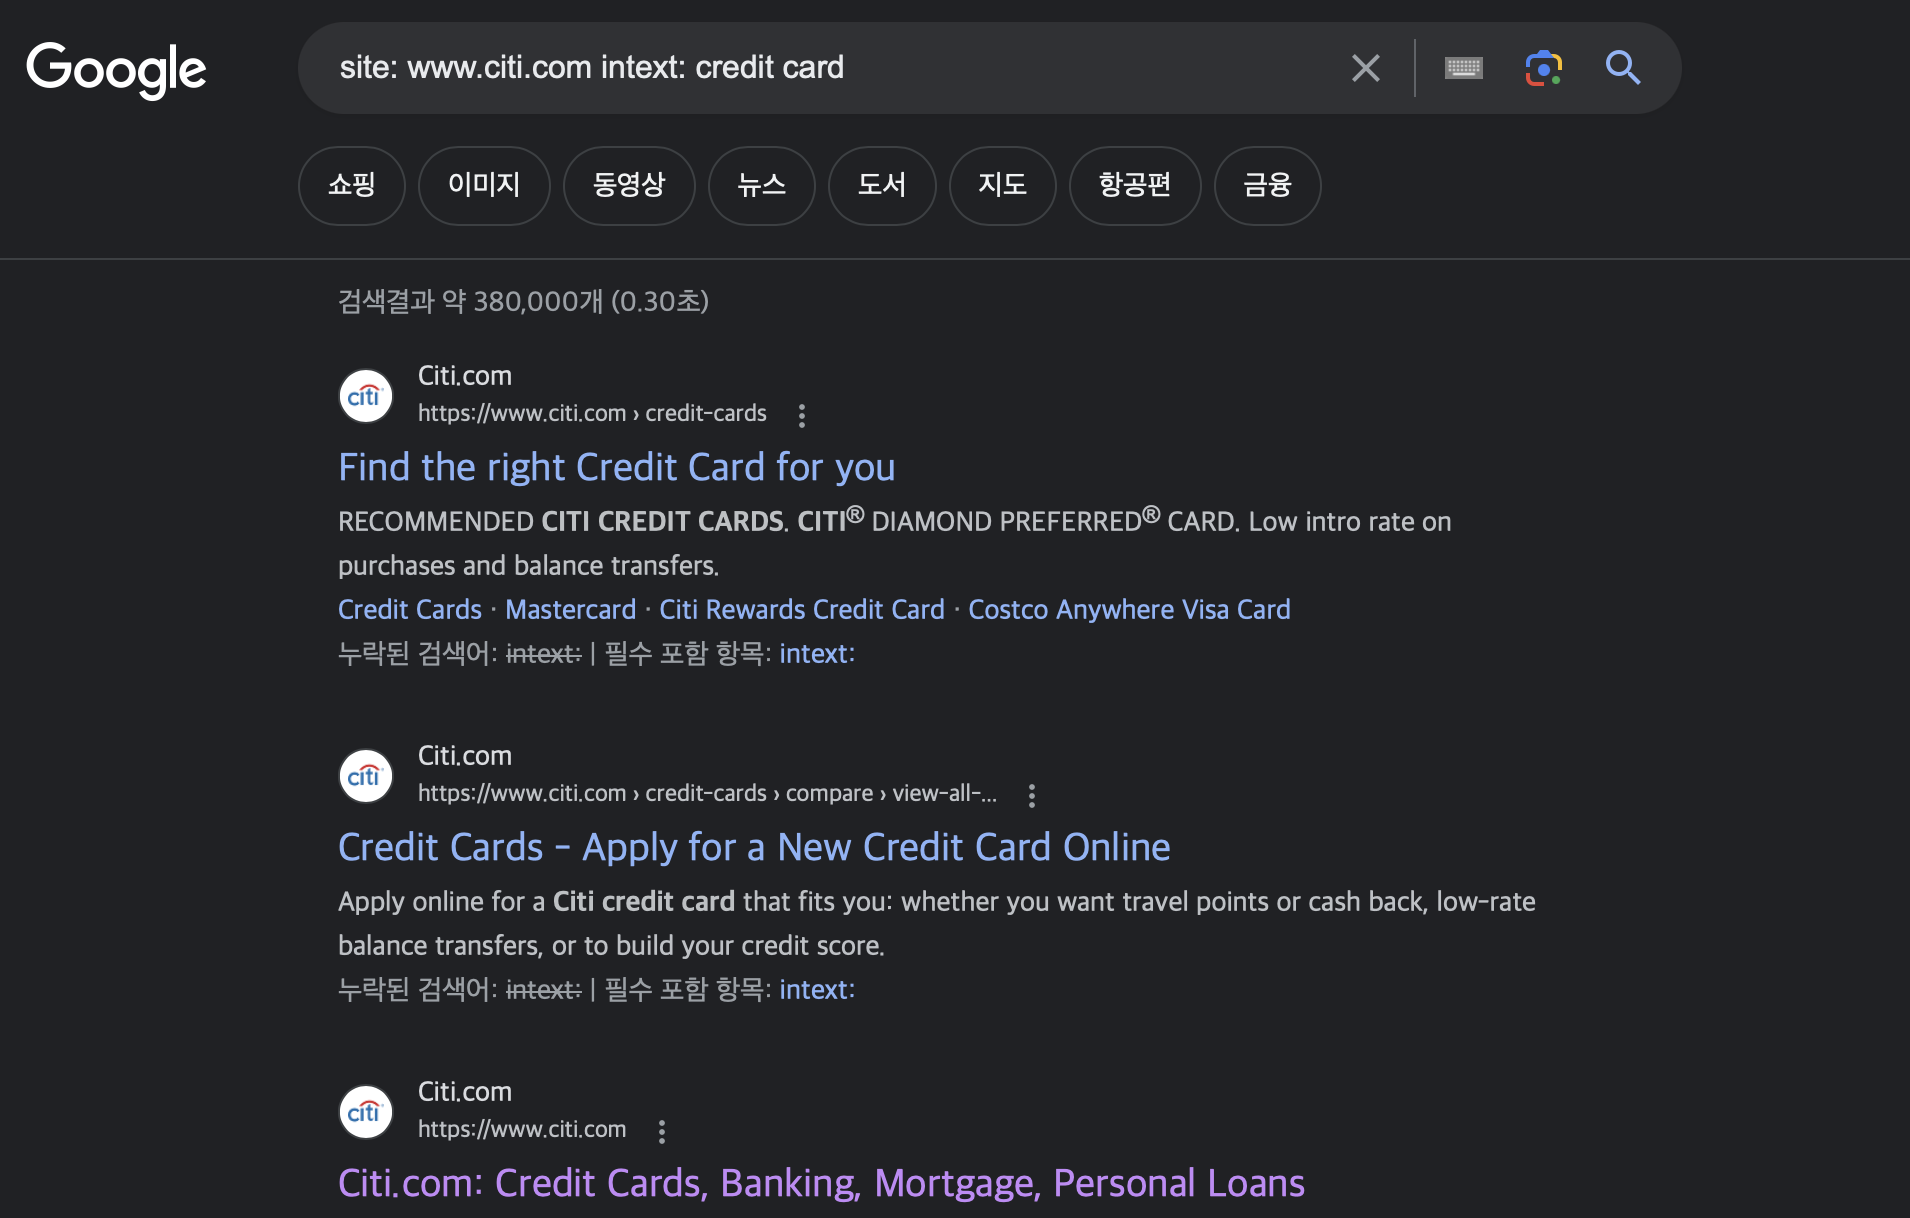 Google
site: www.citi.com intext: credit card
쇼핑 이미지 동영상 뉴스 도서 지도 항공편 금융
검색결과 약 380,000개 (0.30초)
citi
Citi.com
https://www.citi.com › credit-cards
Find the right Credit Card for you
RECOMMENDED CITI CREDIT CARDS. CITI® DIAMOND PREFERRED® CARD. Low intro rate on
purchases and balance transfers.
Credit Cards · Mastercard · Citi Rewards Credit Card · Costco Anywhere Visa Card
누락된 검색어: intext: | 필수 포함 항목: intext:
citi
Citi.com
https://www.citi.com › credit-cards › compare › view-all-...
Credit Cards - Apply for a New Credit Card Online
Apply online for a Citi credit card that fits you: whether you want travel points or cash back, low-rate
balance transfers, or to build your credit score.
누락된 검색어: intext: | 필수 포함 항목: intext:
citi
Citi.com
https://www.citi.com
Citi.com: Credit Cards, Banking, Mortgage, Personal Loans